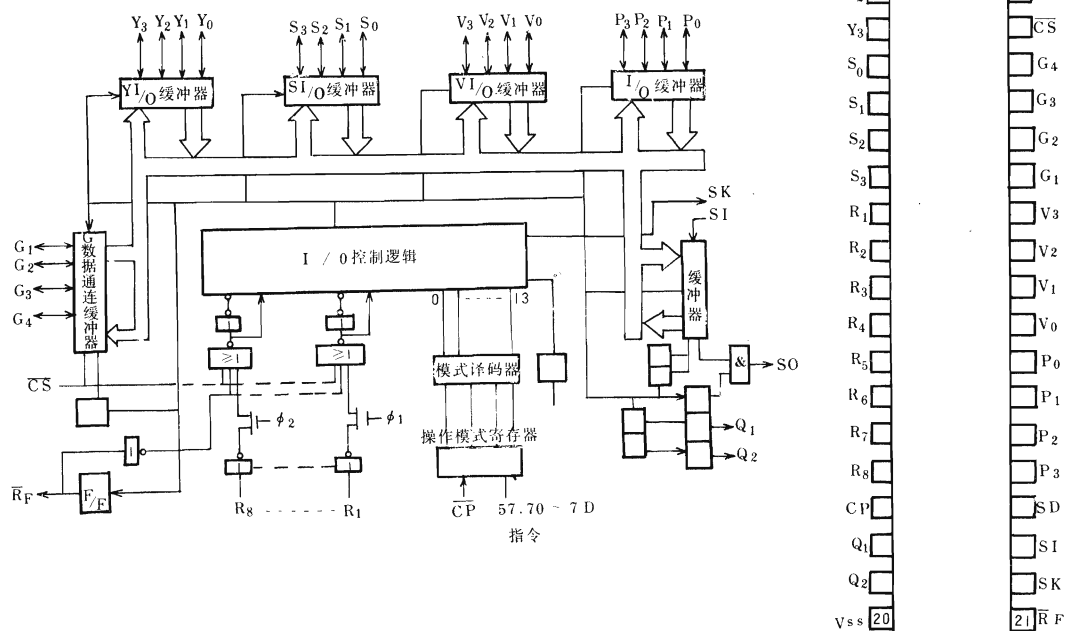 Y3 Y2 Y1 Y0
S3 S2 S1 S0
V3 V2 V1 V0
P3 P2 P1 P0
YI/O缓冲器
SI/O缓冲器
VI/O缓冲器
I/O缓冲器
SK
SI
G1
G2
G3
G4
G数据通连缓冲器
I/O控制逻辑
0 - - - - - 13
缓冲器
1
1
≥1
≥1
CS
模式译码器
&
SO
ϕ2
ϕ1
操作模式寄存器
Q1
Q2
1
R̅F
F/F
R8 - - - - - - R1
C̅P̅
57.70~7D
指令
Y3
S0
S1
S2
S3
R1
R2
R3
R4
R5
R6
R7
R8
CP
Q1
Q2
Vss 20
C̅S̅
G4
G3
G2
G1
V3
V2
V1
V0
P0
P1
P2
P3
SD
SI
SK
21 R̅F